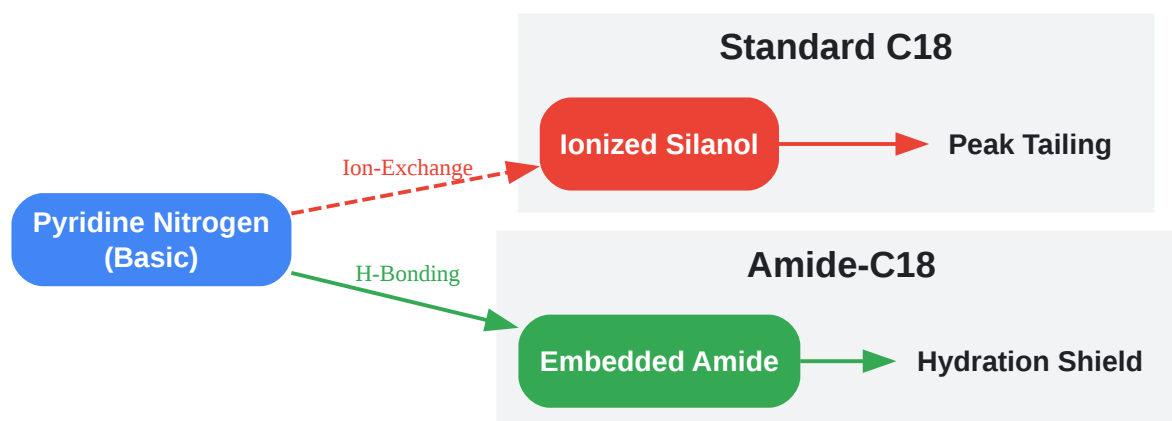 Standard C18
Ionized Silanol
Peak Tailing
Ion-Exchange
Pyridine Nitrogen
(Basic)
H-Bonding
Amide-C18
Embedded Amide
Hydration Shield